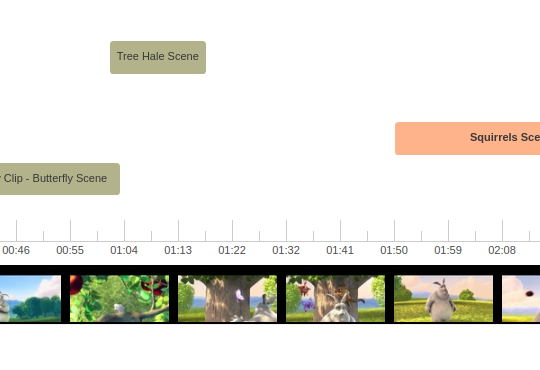 Tree Hale Scene
Squirrels Sce
Clip - Butterfly Scene
00:46 00:55 01:04 01:13 01:22 01:32 01:41 01:50 01:59 02:08